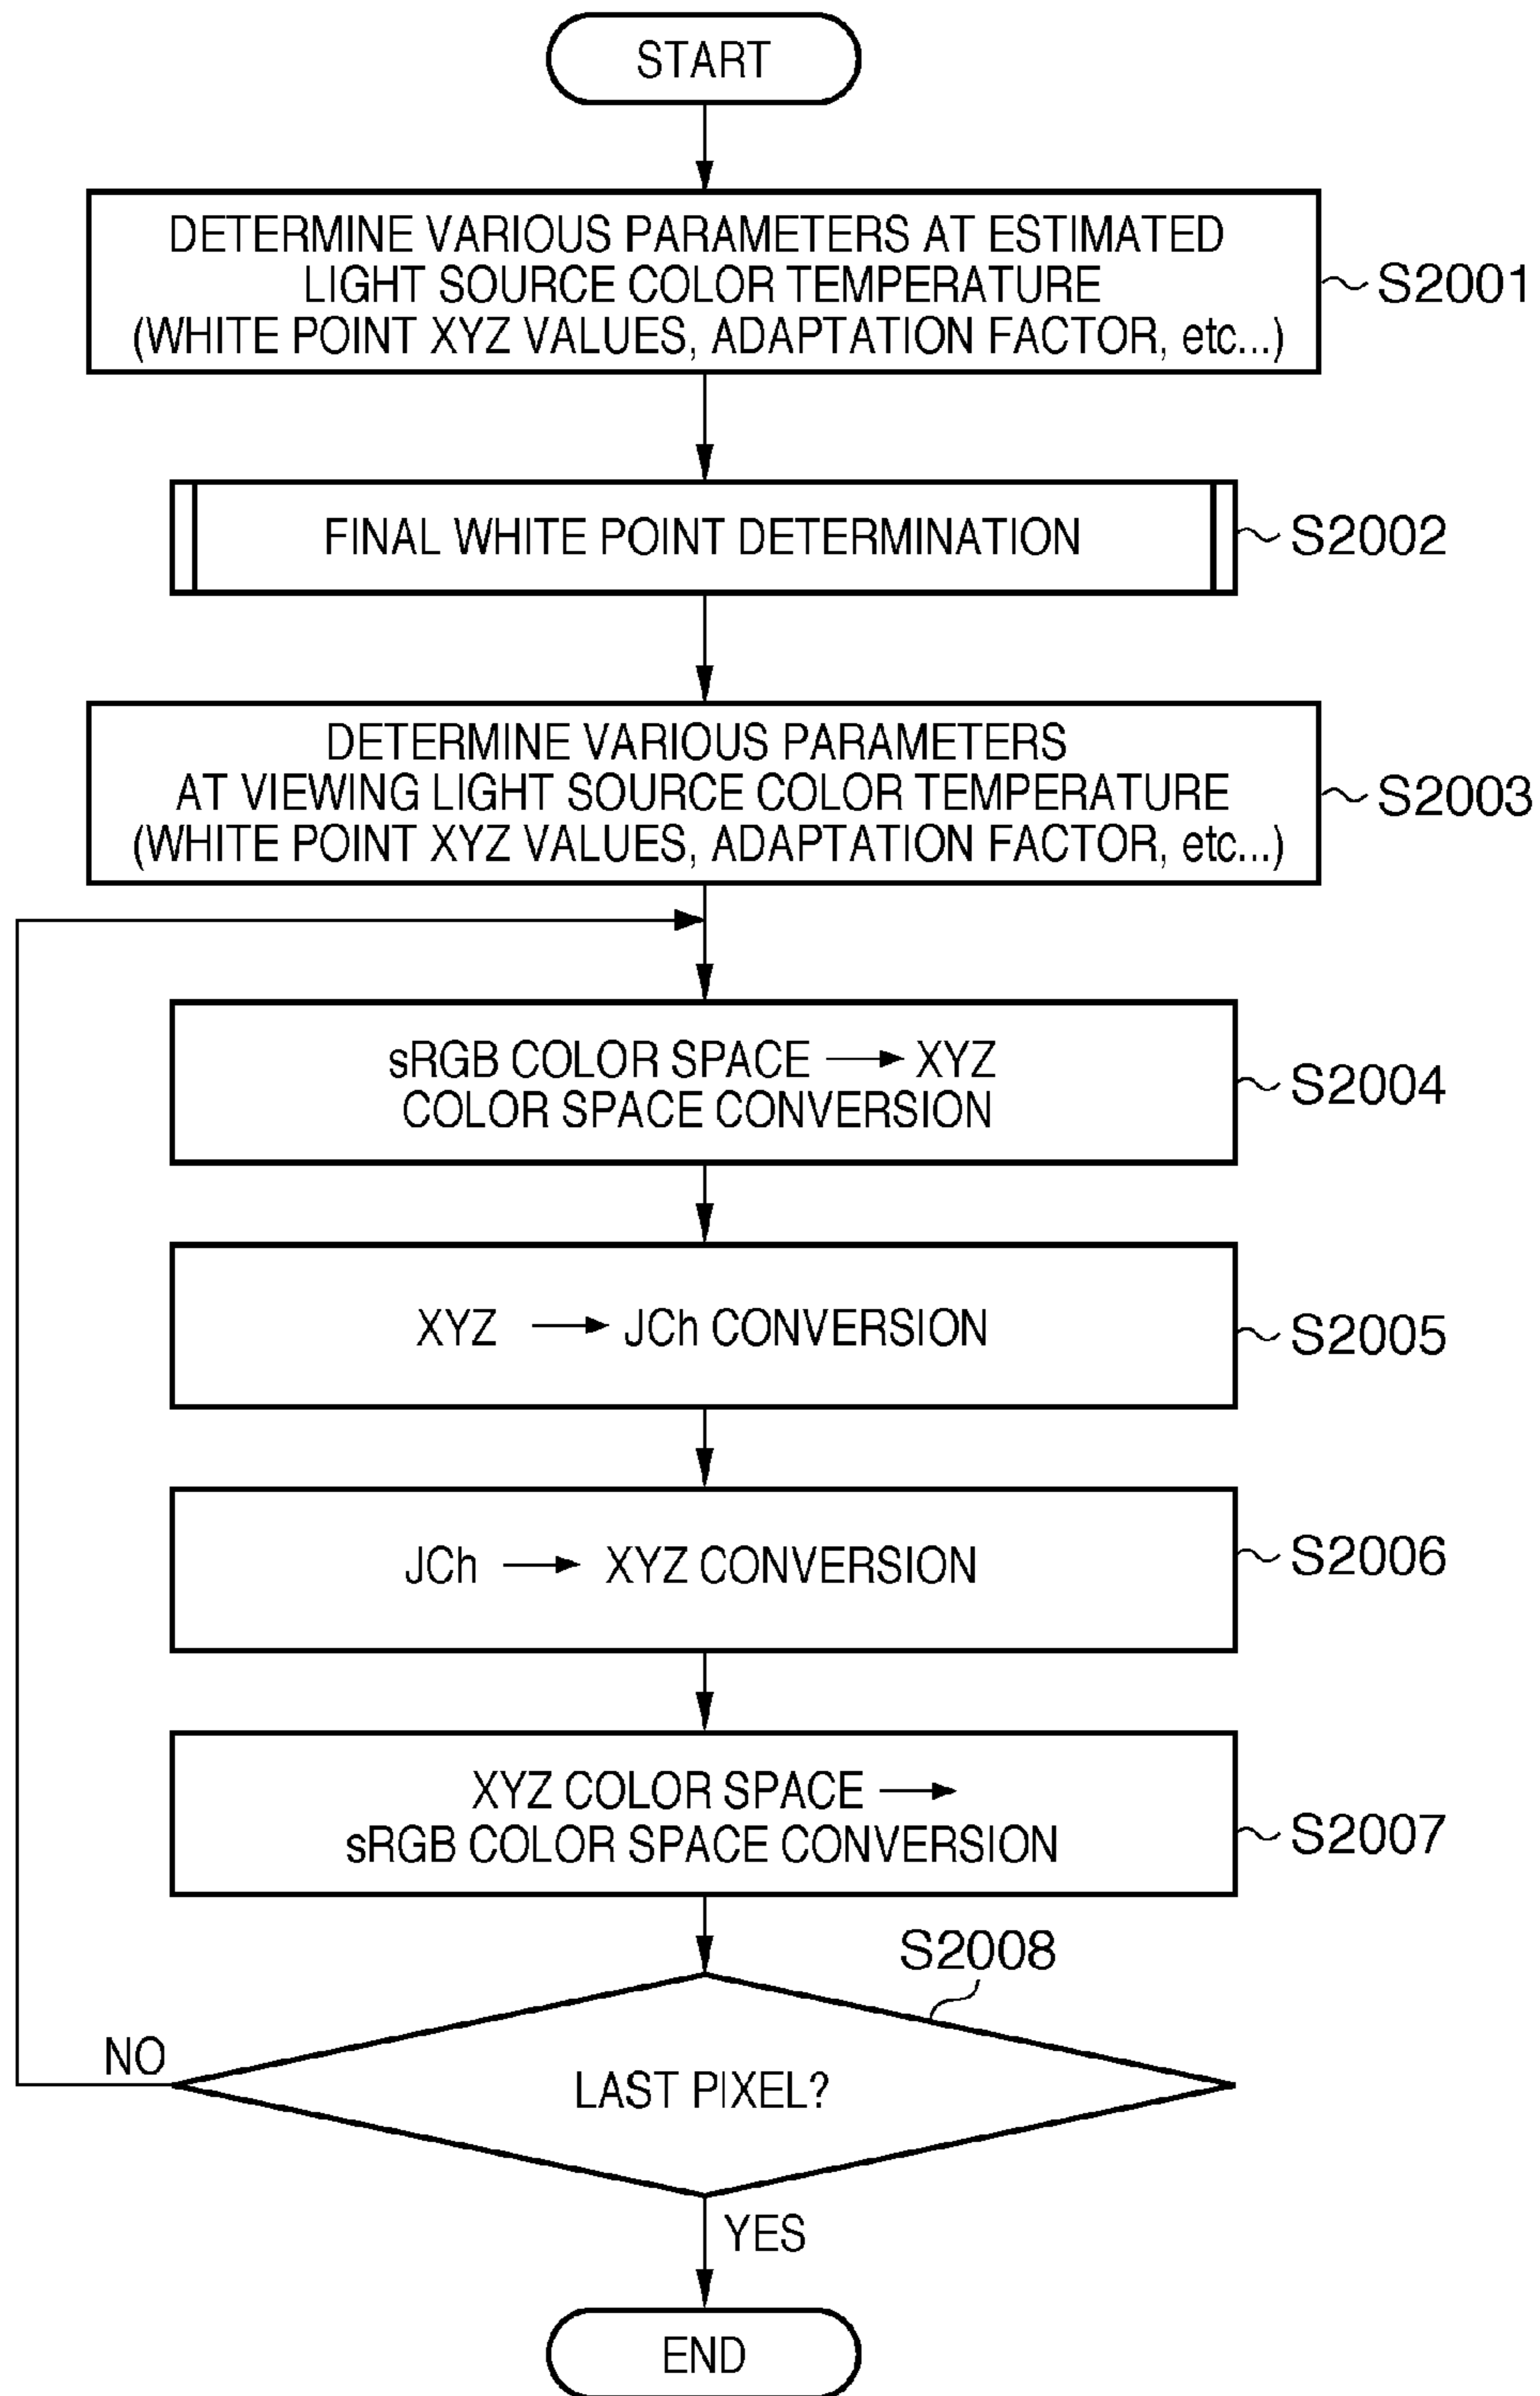 START
DETERMINE VARIOUS PARAMETERS AT ESTIMATED
LIGHT SOURCE COLOR TEMPERATURE
(WHITE POINT XYZ VALUES, ADAPTATION FACTOR, etc...)
S2001
FINAL WHITE POINT DETERMINATION
S2002
DETERMINE VARIOUS PARAMETERS
AT VIEWING LIGHT SOURCE COLOR TEMPERATURE
(WHITE POINT XYZ VALUES, ADAPTATION FACTOR, etc...)
S2003
sRGB COLOR SPACE → XYZ
COLOR SPACE CONVERSION
S2004
XYZ → JCh CONVERSION
S2005
JCh → XYZ CONVERSION
S2006
XYZ COLOR SPACE →
sRGB COLOR SPACE CONVERSION
S2007
S2008
NO
LAST PIXEL?
YES
END